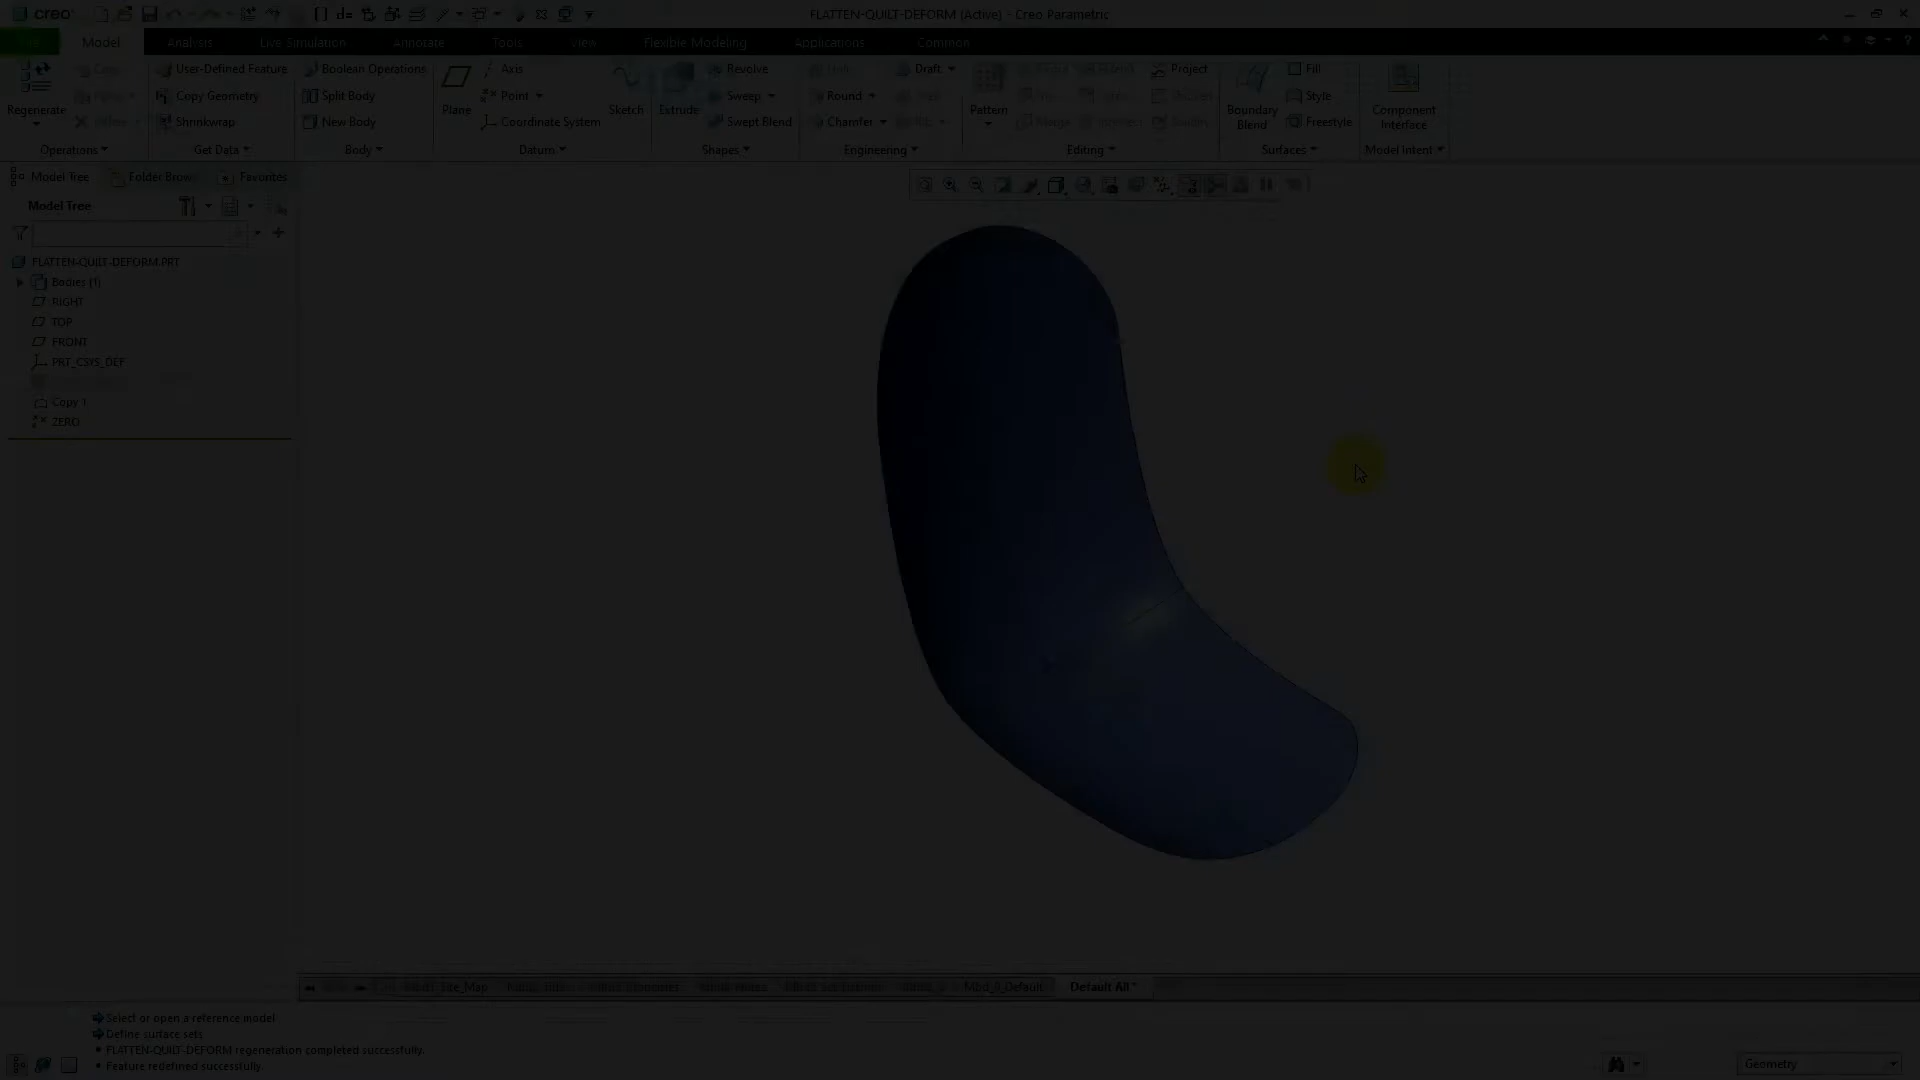 creo
FLATTEN-QUILT-DEFORM (Active) - Creo Parametric
Model
Analysis
Live Simulation
Annotate
Tools
View
Flexible Modeling
Applications
Common
Regenerate
Operations
User-Defined Feature
Copy Geometry
Shrinkwrap
Get Data
Boolean Operations
Split Body
New Body
Body
Plane
Axis
Point
Coordinate System
Datum
Sketch
Extrude
Revolve
Sweep
Swept Blend
Shapes
Draft
Round
Chamfer
Engineering
Pattern
Project
Editing
Boundary
Blend
Fill
Style
Freestyle
Surfaces
Component
Interface
Model Intent
Model Tree
Folder Brow
Favorites
Model Tree
FLATTEN-QUILT-DEFORM.PRT
Bodies (1)
RIGHT
TOP
FRONT
PRT_CSYS_DEF
Copy 1
ZERO
Mbd_0_Default
Default All
Select or open a reference model
Define surface sets
• FLATTEN-QUILT-DEFORM regeneration completed successfully.
• Feature redefined successfully.
Geometry